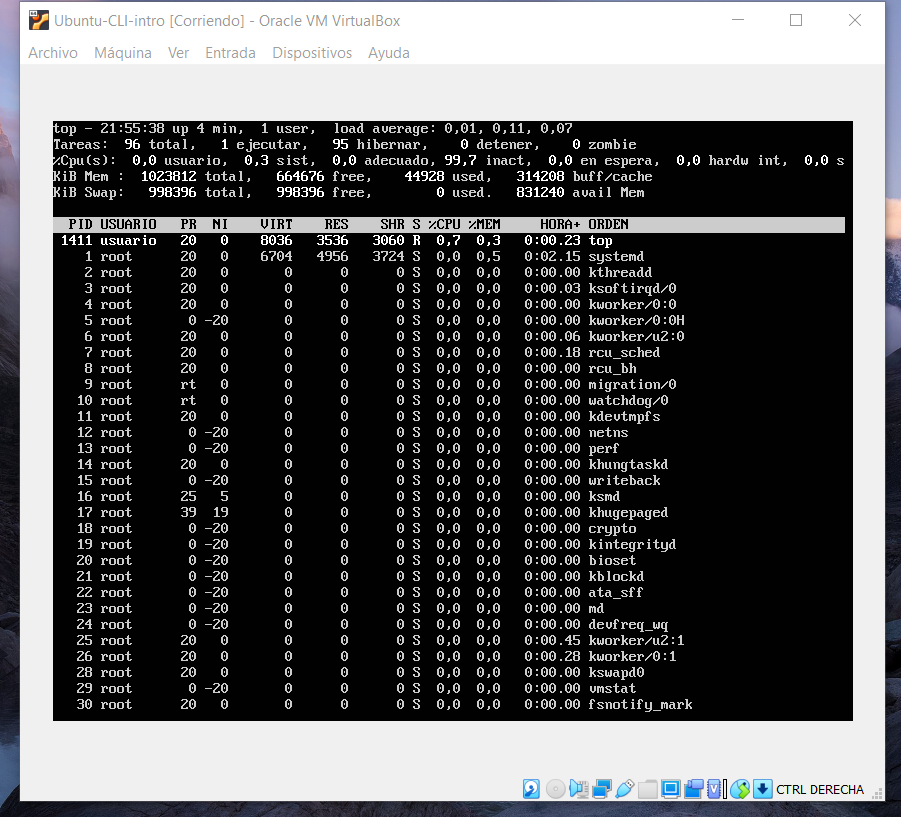 Ubuntu-CLI-intro [Corriendo] - Oracle VM VirtualBox
Archivo Máquina Ver Entrada Dispositivos Ayuda
top - 21:55:38 up 4 min, 1 user, load average: 0,01, 0,11, 0,07
Tareas: 96 total, 1 ejecutar, 95 hibernar, 0 detener, 0 zombie
%Cpu(s): 0,0 usuario, 0,3 sist, 0,0 adecuado, 99,7 inact, 0,0 en espera, 0,0 hardw int, 0,0 s
KiB Mem : 1023812 total, 664676 free, 44928 used, 314208 buff/cache
KiB Swap: 998396 total, 998396 free, 0 used. 831240 avail Mem
PID USUARIO PR NI VIRT RES SHR S %CPU %MEM HORA+ ORDEN
1411 usuario 20 0 8036 3536 3060 R 0,7 0,3 0:00.23 top
1 root 20 0 6704 4956 3724 S 0,0 0,5 0:02.15 systemd
2 root 20 0 0 0 0 S 0,0 0,0 0:00.00 kthreadd
3 root 20 0 0 0 0 S 0,0 0,0 0:00.03 ksoftirqd/0
4 root 20 0 0 0 0 S 0,0 0,0 0:00.00 kworker/0:0
5 root 0 -20 0 0 0 S 0,0 0,0 0:00.00 kworker/0:0H
6 root 20 0 0 0 0 S 0,0 0,0 0:00.06 kworker/u2:0
7 root 20 0 0 0 0 S 0,0 0,0 0:00.18 rcu_sched
8 root 20 0 0 0 0 S 0,0 0,0 0:00.00 rcu_bh
9 root rt 0 0 0 0 S 0,0 0,0 0:00.00 migration/0
10 root rt 0 0 0 0 S 0,0 0,0 0:00.00 watchdog/0
11 root 20 0 0 0 0 S 0,0 0,0 0:00.00 kdevtmpfs
12 root 0 -20 0 0 0 S 0,0 0,0 0:00.00 netns
13 root 0 -20 0 0 0 S 0,0 0,0 0:00.00 perf
14 root 20 0 0 0 0 S 0,0 0,0 0:00.00 khungtaskd
15 root 0 -20 0 0 0 S 0,0 0,0 0:00.00 writeback
16 root 25 5 0 0 0 S 0,0 0,0 0:00.00 ksmd
17 root 39 19 0 0 0 S 0,0 0,0 0:00.00 khugepaged
18 root 0 -20 0 0 0 S 0,0 0,0 0:00.00 crypto
19 root 0 -20 0 0 0 S 0,0 0,0 0:00.00 kintegrityd
20 root 0 -20 0 0 0 S 0,0 0,0 0:00.00 bioset
21 root 0 -20 0 0 0 S 0,0 0,0 0:00.00 kblockd
22 root 0 -20 0 0 0 S 0,0 0,0 0:00.00 ata_sff
23 root 0 -20 0 0 0 S 0,0 0,0 0:00.00 md
24 root 0 -20 0 0 0 S 0,0 0,0 0:00.00 devfreq_wq
25 root 20 0 0 0 0 S 0,0 0,0 0:00.45 kworker/u2:1
26 root 20 0 0 0 0 S 0,0 0,0 0:00.28 kworker/0:1
28 root 20 0 0 0 0 S 0,0 0,0 0:00.00 kswapd0
29 root 0 -20 0 0 0 S 0,0 0,0 0:00.00 vmstat
30 root 20 0 0 0 0 S 0,0 0,0 0:00.00 fsnotify_mark
CTRL DERECHA